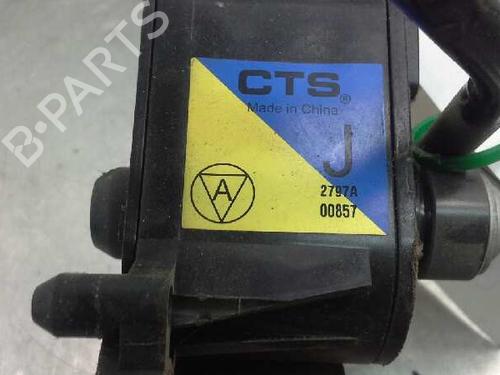 B-PARTS
CTS®
Made in China
J
A
2797A
00857